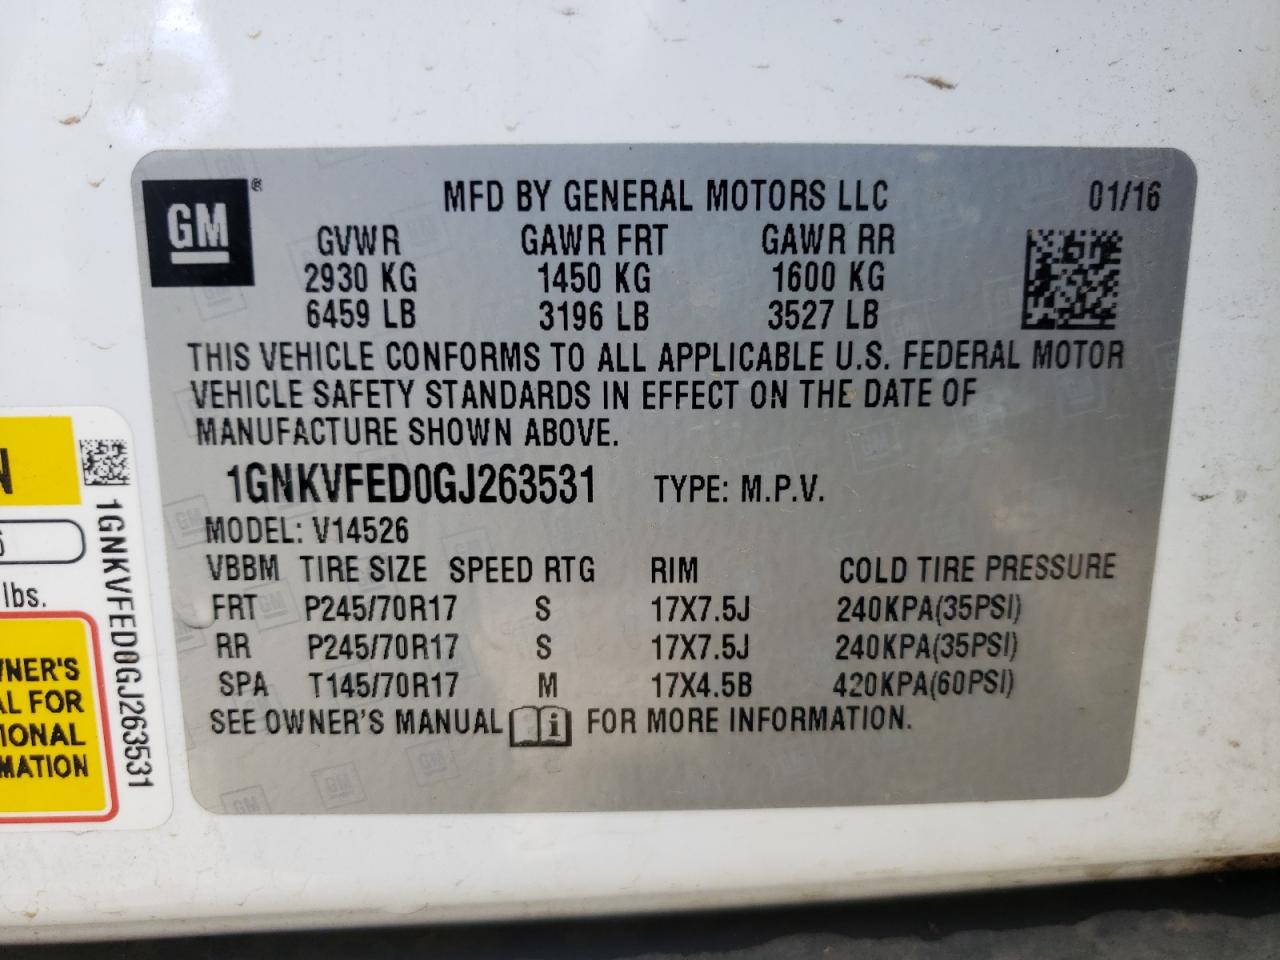 GM®
MFD BY GENERAL MOTORS LLC 01/16
GVWR GAWR FRT GAWR RR
2930 KG 1450 KG 1600 KG
6459 LB 3196 LB 3527 LB
THIS VEHICLE CONFORMS TO ALL APPLICABLE U.S. FEDERAL MOTOR
VEHICLE SAFETY STANDARDS IN EFFECT ON THE DATE OF
MANUFACTURE SHOWN ABOVE.
1GNKVFED0GJ263531 TYPE: M.P.V.
MODEL: V14526
VBBM TIRE SIZE SPEED RTG RIM COLD TIRE PRESSURE
FRT P245/70R17 S 17X7.5J 240KPA(35PSI)
RR P245/70R17 S 17X7.5J 240KPA(35PSI)
SPA T145/70R17 M 17X4.5B 420KPA(60PSI)
SEE OWNER'S MANUAL i FOR MORE INFORMATION.
N
lbs.
WNER'S
AL FOR
TIONAL
MATION
1GNKVFED0GJ263531